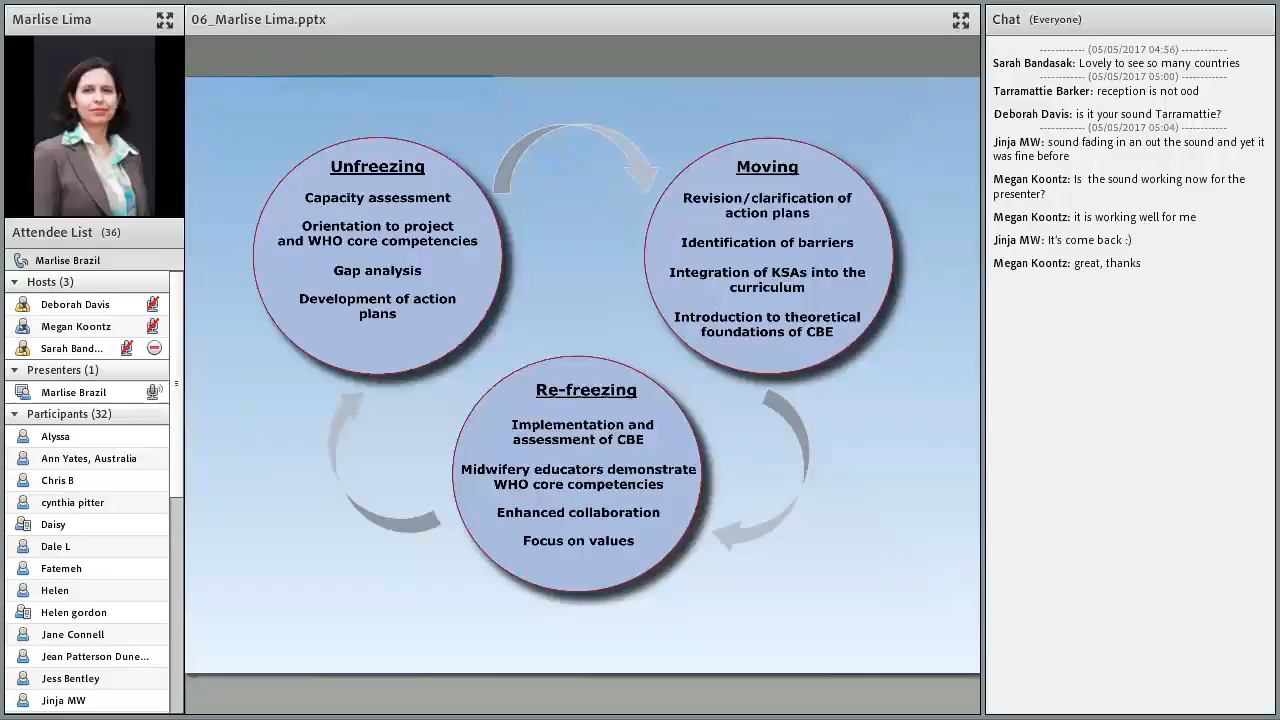 Marlise Lima
06_Marlise Lima.pptx
Chat (Everyone)
Attendee List (36)
Marlise Brazil
Hosts (3)
Deborah Davis
Megan Koontz
Sarah Band...
Presenters (1)
Marlise Brazil
Participants (32)
Alyssa
Ann Yates, Australia
Chris B
cynthia pitter
Daisy
Dale L
Fatemeh
Helen
Helen gordon
Jane Connell
Jean Patterson Dune...
Jess Bentley
Jinja MW
Unfreezing
Capacity assessment
Orientation to project
and WHO core competencies
Gap analysis
Development of action
plans
Moving
Revision/clarification of
action plans
Identification of barriers
Integration of KSAs into the
curriculum
Introduction to theoretical
foundations of CBE
Re-freezing
Implementation and
assessment of CBE
Midwifery educators demonstrate
WHO core competencies
Enhanced collaboration
Focus on values
------------ (05/05/2017 04:56) ------------
Sarah Bandasak: Lovely to see so many countries
------------ (05/05/2017 05:00) ------------
Tarramattie Barker: reception is not ood
Deborah Davis: is it your sound Tarramattie?
------------ (05/05/2017 05:04) ------------
Jinja MW: sound fading in an out the sound and yet it
was fine before
Megan Koontz: Is the sound working now for the
presenter?
Megan Koontz: it is working well for me
Jinja MW: It's come back :)
Megan Koontz: great, thanks